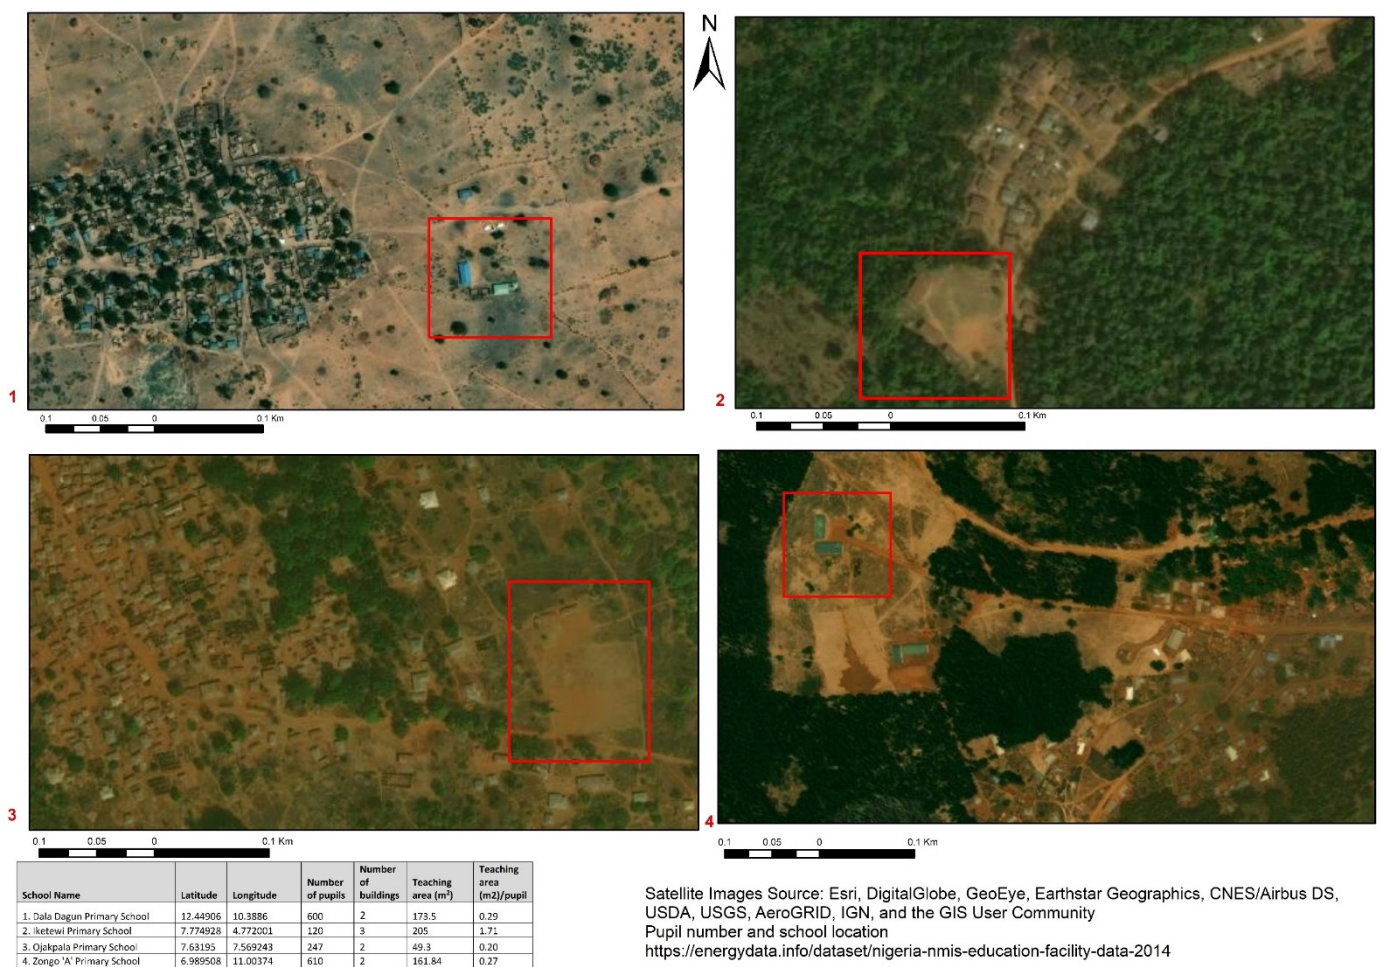 N
1
0.1 0.05 0 0.1 Km
2
0.1 0.05 0 0.1 Km
3
0.1 0.05 0 0.1 Km
4
0.1 0.05 0 0.1 Km
School Name Latitude Longitude Number of pupils Number of buildings Teaching area (m²) Teaching area (m2)/pupil
1. Dala Dagun Primary School 12.44906 10.3886 600 2 173.5 0.29
2. Iketewi Primary School 7.774928 4.772001 120 3 205 1.71
3. Ojakpala Primary School 7.63195 7.569243 247 2 49.3 0.20
4. Zongo 'A' Primary School 6.989508 11.00374 610 2 161.84 0.27
Satellite Images Source: Esri, DigitalGlobe, GeoEye, Earthstar Geographics, CNES/Airbus DS,
USDA, USGS, AeroGRID, IGN, and the GIS User Community
Pupil number and school location
https://energydata.info/dataset/nigeria-nmis-education-facility-data-2014